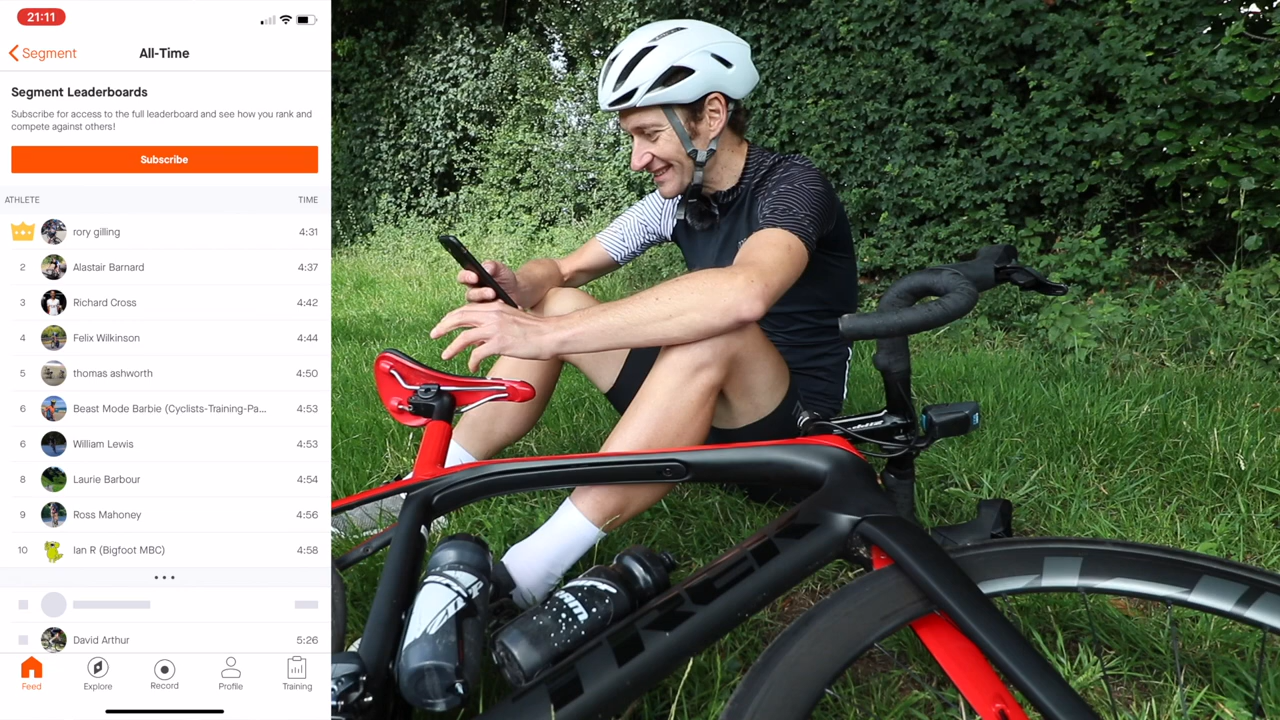 21:11
Segment
All-Time
Segment Leaderboards
Subscribe for access to the full leaderboard and see how you rank and
compete against others!
Subscribe
ATHLETE TIME
rory gilling 4:31
2 Alastair Barnard 4:37
3 Richard Cross 4:42
4 Felix Wilkinson 4:44
5 thomas ashworth 4:50
6 Beast Mode Barbie (Cyclists-Training-Pa... 4:53
6 William Lewis 4:53
8 Laurie Barbour 4:54
9 Ross Mahoney 4:56
10 Ian R (Bigfoot MBC) 4:58
David Arthur 5:26
Feed
Explore
Record
Profile
Training
TREK